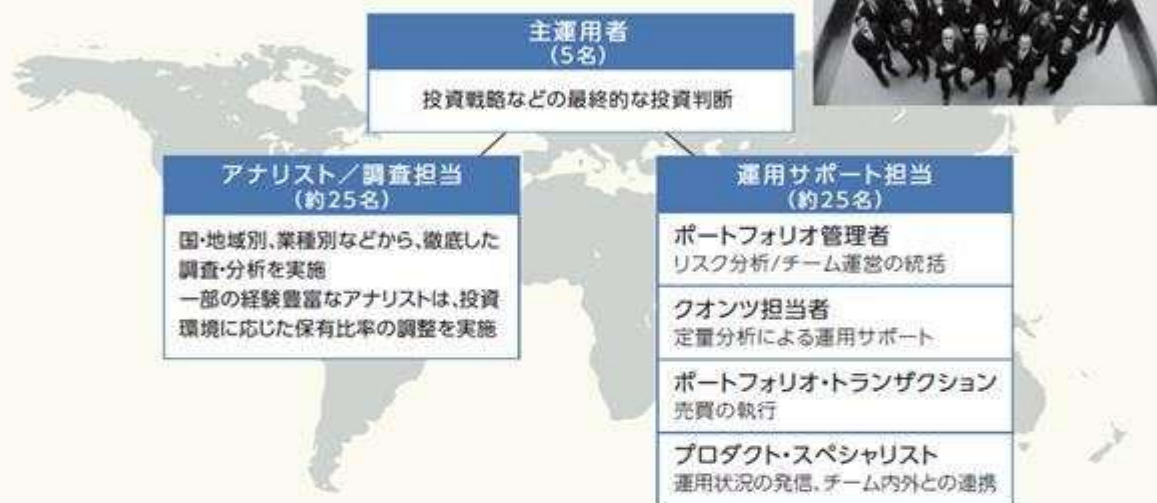 主運用者
(5名)
投資戦略などの最終的な投資判断
アナリスト／調査担当
(約25名)
国・地域別、業種別などから、徹底した
調査・分析を実施
一部の経験豊富なアナリストは、投資
環境に応じた保有比率の調整を実施
運用サポート担当
(約25名)
ポートフォリオ管理者
リスク分析/チーム運営の統括
クオンツ担当者
定量分析による運用サポート
ポートフォリオ・トランザクション
売買の執行
プロダクト・スペシャリスト
運用状況の発信、チーム内外との連携